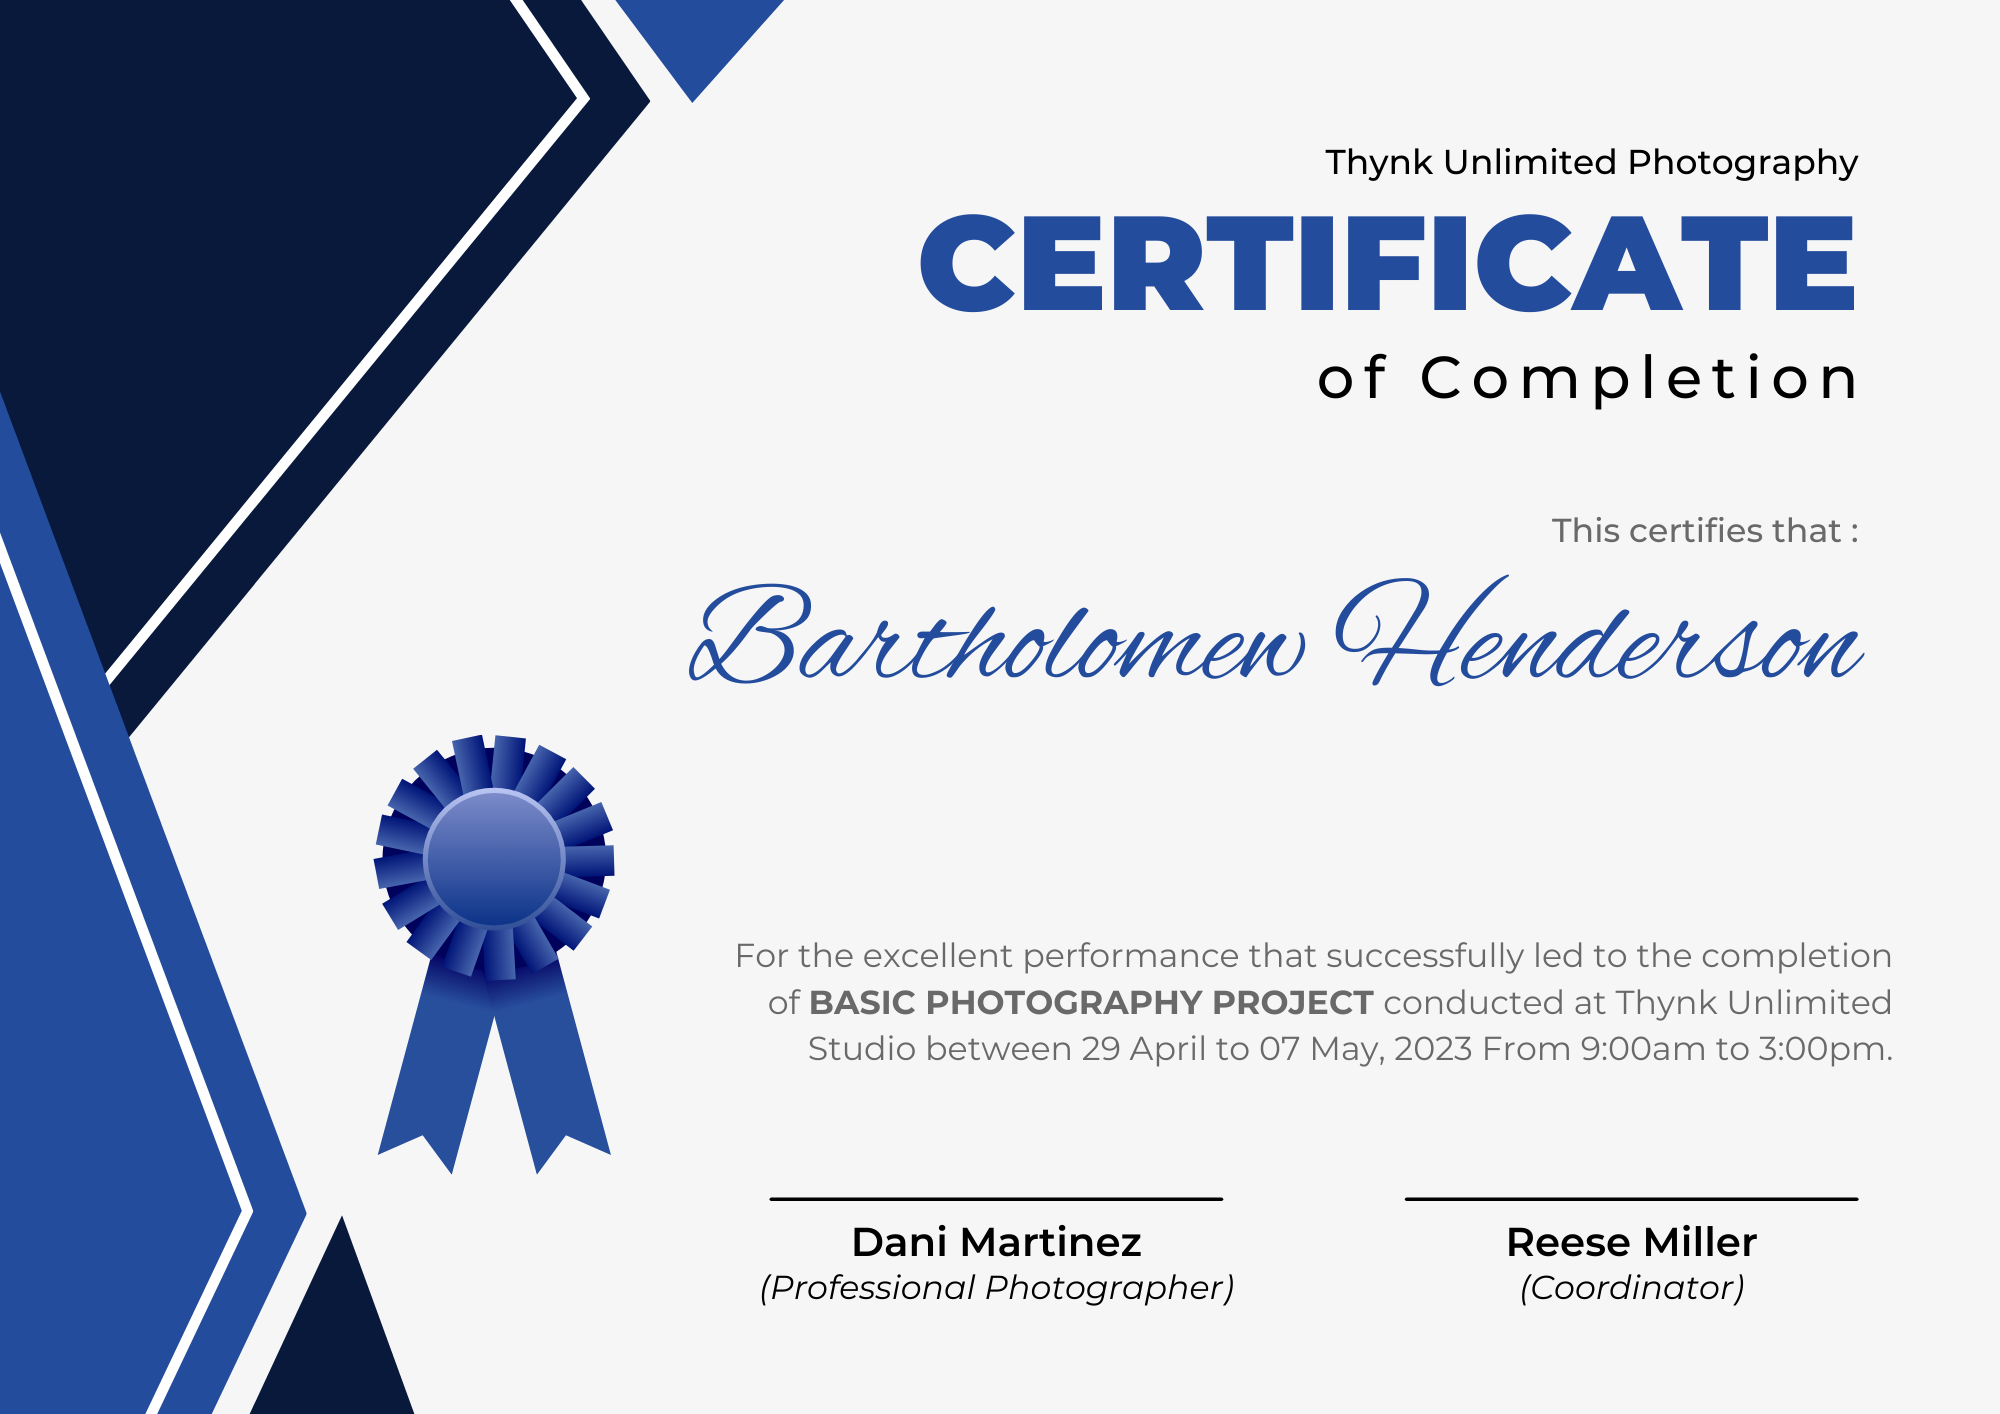 Thynk Unlimited Photography
CERTIFICATE
of Completion
This certifies that :
Bartholomew Henderson
For the excellent performance that successfully led to the completion
of BASIC PHOTOGRAPHY PROJECT conducted at Thynk Unlimited
Studio between 29 April to 07 May, 2023 From 9:00am to 3:00pm.
Dani Martinez
(Professional Photographer)
Reese Miller
(Coordinator)